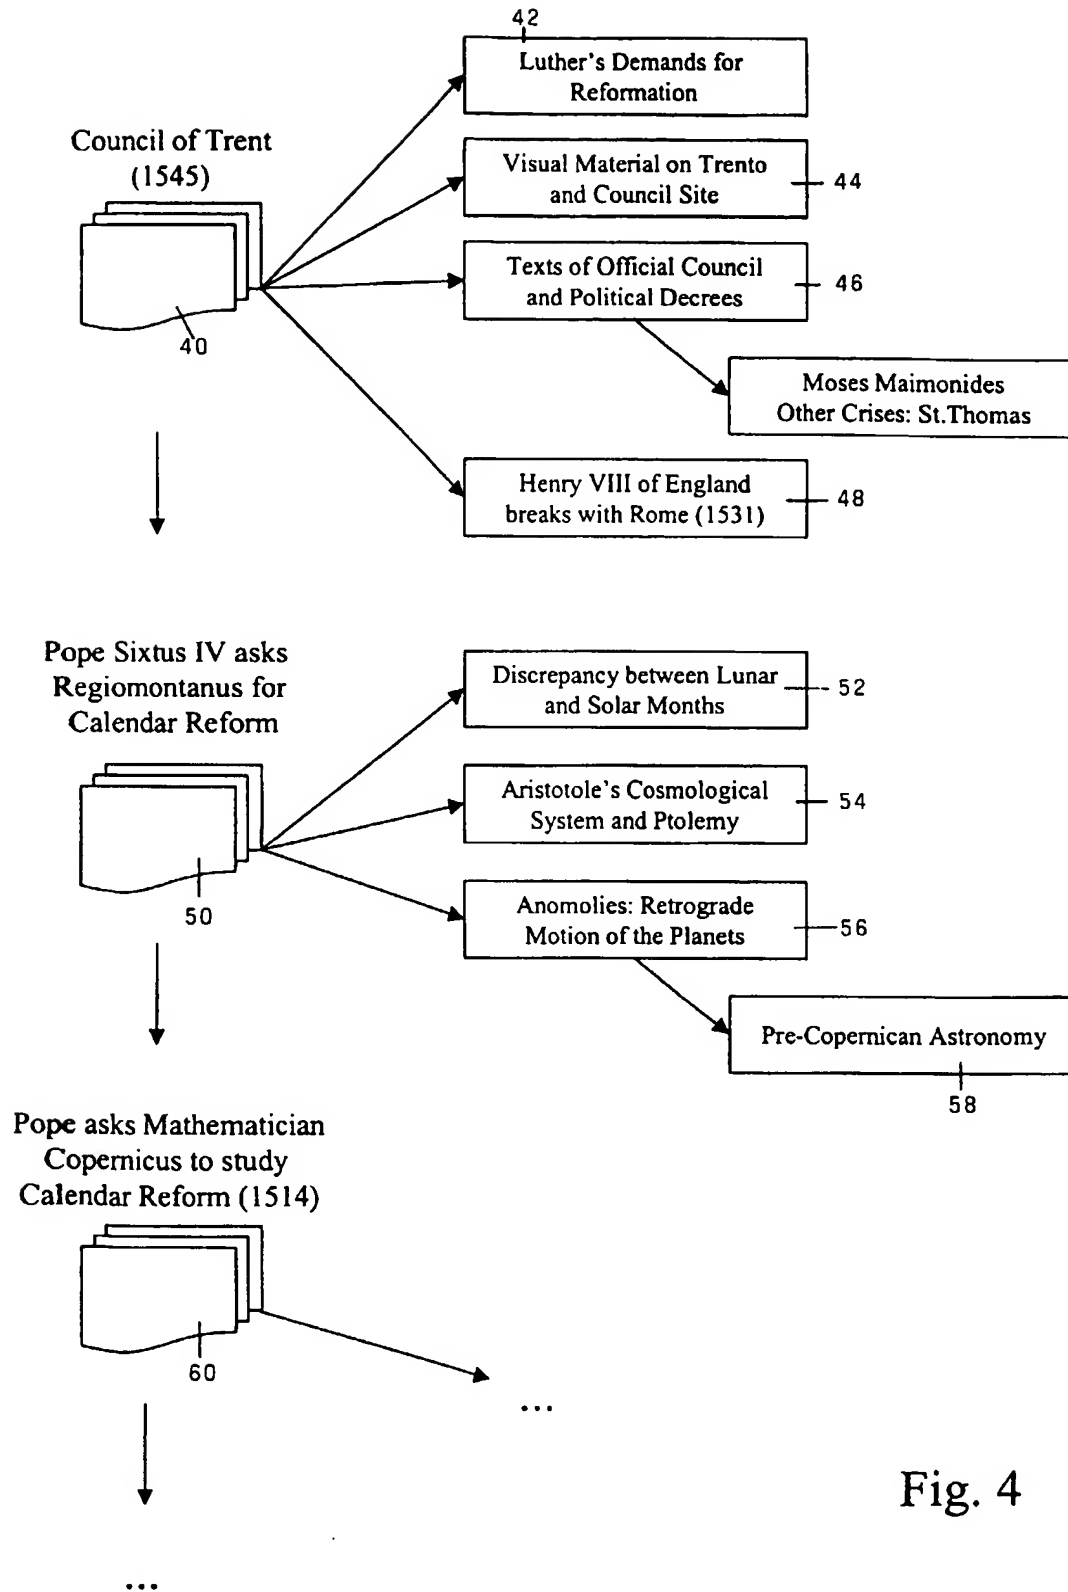 42
Luther's Demands for
Reformation
Council of Trent
(1545)
Visual Material on Trento
and Council Site
44
Texts of Official Council
and Political Decrees
46
40
Moses Maimonides
Other Crises: St.Thomas
Henry VIII of England
breaks with Rome (1531)
48
Pope Sixtus IV asks
Regiomontanus for
Calendar Reform
Discrepancy between Lunar
and Solar Months
52
Aristotole's Cosmological
System and Ptolemy
54
50
Anomolies: Retrograde
Motion of the Planets
56
Pre-Copernican Astronomy
58
Pope asks Mathematician
Copernicus to study
Calendar Reform (1514)
60
...
Fig. 4
...